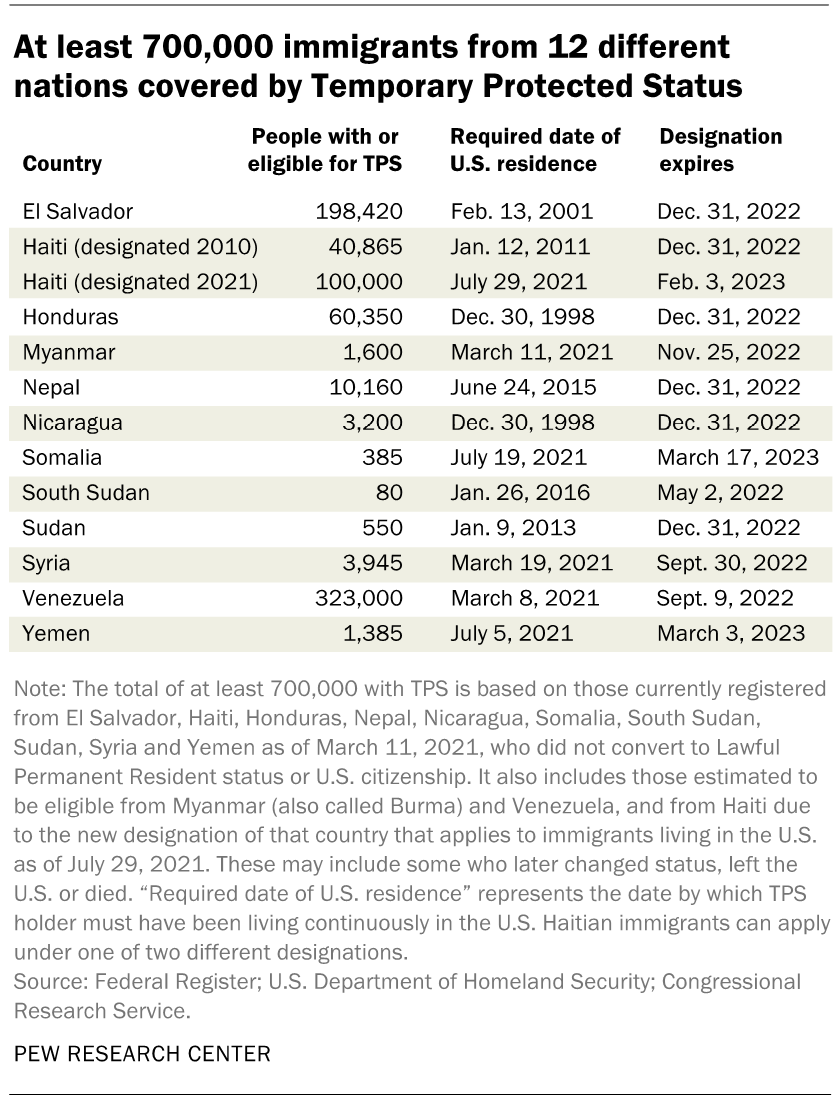 At least 700,000 immigrants from 12 different
nations covered by Temporary Protected Status
Country People with or eligible for TPS Required date of U.S. residence Designation expires
El Salvador 198,420 Feb. 13, 2001 Dec. 31, 2022
Haiti (designated 2010) 40,865 Jan. 12, 2011 Dec. 31, 2022
Haiti (designated 2021) 100,000 July 29, 2021 Feb. 3, 2023
Honduras 60,350 Dec. 30, 1998 Dec. 31, 2022
Myanmar 1,600 March 11, 2021 Nov. 25, 2022
Nepal 10,160 June 24, 2015 Dec. 31, 2022
Nicaragua 3,200 Dec. 30, 1998 Dec. 31, 2022
Somalia 385 July 19, 2021 March 17, 2023
South Sudan 80 Jan. 26, 2016 May 2, 2022
Sudan 550 Jan. 9, 2013 Dec. 31, 2022
Syria 3,945 March 19, 2021 Sept. 30, 2022
Venezuela 323,000 March 8, 2021 Sept. 9, 2022
Yemen 1,385 July 5, 2021 March 3, 2023
Note: The total of at least 700,000 with TPS is based on those currently registered
from El Salvador, Haiti, Honduras, Nepal, Nicaragua, Somalia, South Sudan,
Sudan, Syria and Yemen as of March 11, 2021, who did not convert to Lawful
Permanent Resident status or U.S. citizenship. It also includes those estimated to
be eligible from Myanmar (also called Burma) and Venezuela, and from Haiti due
to the new designation of that country that applies to immigrants living in the U.S.
as of July 29, 2021. These may include some who later changed status, left the
U.S. or died. “Required date of U.S. residence” represents the date by which TPS
holder must have been living continuously in the U.S. Haitian immigrants can apply
under one of two different designations.
Source: Federal Register; U.S. Department of Homeland Security; Congressional
Research Service.
PEW RESEARCH CENTER